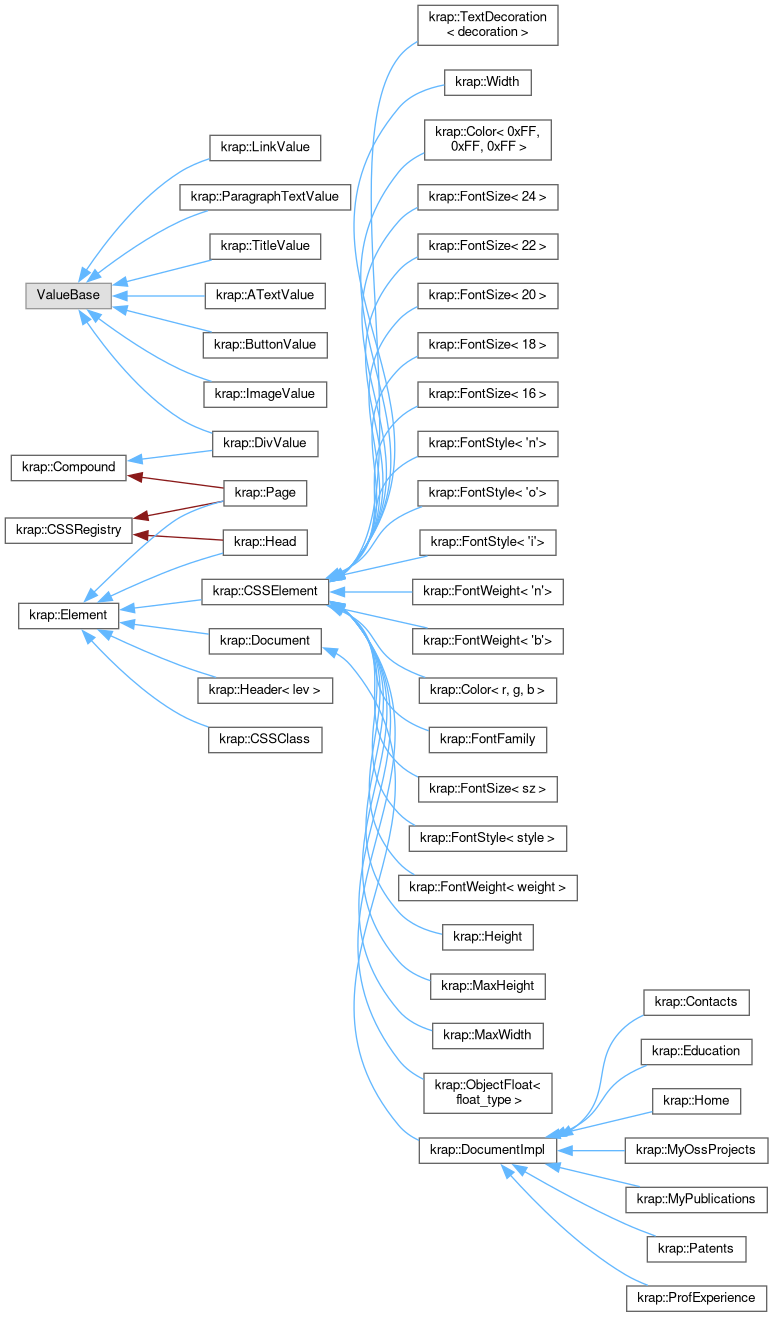 krap::TextDecoration
< decoration >
krap::Width
krap::Color< 0xFF,
0xFF, 0xFF >
krap::LinkValue
krap::ParagraphTextValue
krap::FontSize< 24 >
krap::TitleValue
krap::FontSize< 22 >
ValueBase
krap::ATextValue
krap::FontSize< 20 >
krap::ButtonValue
krap::FontSize< 18 >
krap::ImageValue
krap::FontSize< 16 >
krap::DivValue
krap::FontStyle< 'n'>
krap::Compound
krap::Page
krap::FontStyle< 'o'>
krap::CSSRegistry
krap::Head
krap::FontStyle< 'i'>
krap::CSSElement
krap::FontWeight< 'n'>
krap::Element
krap::Document
krap::FontWeight< 'b'>
krap::Header< lev >
krap::Color< r, g, b >
krap::CSSClass
krap::FontFamily
krap::FontSize< sz >
krap::FontStyle< style >
krap::FontWeight< weight >
krap::Height
krap::MaxHeight
krap::MaxWidth
krap::ObjectFloat<
float_type >
krap::DocumentImpl
krap::Contacts
krap::Education
krap::Home
krap::MyOssProjects
krap::MyPublications
krap::Patents
krap::ProfExperience